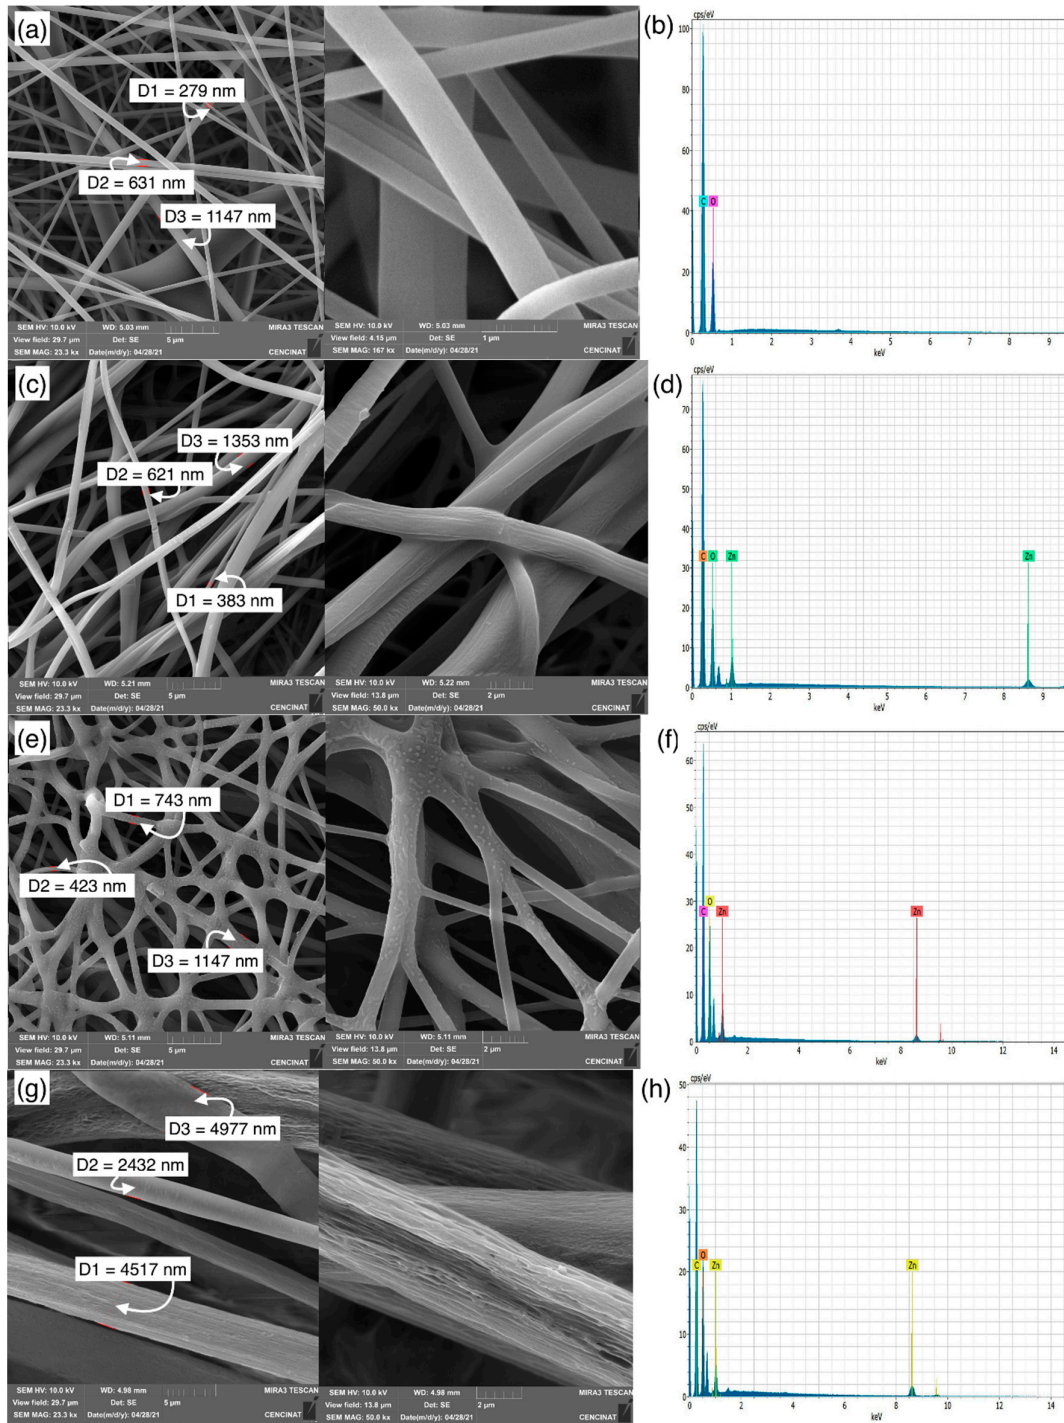 (a)
D1 = 279 nm
D2 = 631 nm
D3 = 1147 nm
SEM HV: 10.0 kV WD: 5.03 mm MIRA3 TESCAN
View field: 29.7 µm Det: SE 5 µm
SEM MAG: 23.3 kx Date(m/d/y): 04/28/21 CENCINAT
SEM HV: 10.0 kV WD: 5.03 mm MIRA3 TESCAN
View field: 4.15 µm Det: SE 1 µm
SEM MAG: 167 kx Date(m/d/y): 04/28/21 CENCINAT
(b)
cps/eV
100
80
60
40
20
0
C O
0 1 2 3 4 5 6 7 8 9
keV
(c)
D3 = 1353 nm
D2 = 621 nm
D1 = 383 nm
SEM HV: 10.0 kV WD: 5.21 mm MIRA3 TESCAN
View field: 29.7 µm Det: SE 5 µm
SEM MAG: 23.3 kx Date(m/d/y): 04/28/21 CENCINAT
SEM HV: 10.0 kV WD: 5.22 mm MIRA3 TESCAN
View field: 13.8 µm Det: SE 2 µm
SEM MAG: 50.0 kx Date(m/d/y): 04/28/21 CENCINAT
(d)
cps/eV
70
60
50
40
30
20
10
0
C O Zn Zn
0 1 2 3 4 5 6 7 8 9
keV
(e)
D1 = 743 nm
D2 = 423 nm
D3 = 1147 nm
SEM HV: 10.0 kV WD: 5.11 mm MIRA3 TESCAN
View field: 29.7 µm Det: SE 5 µm
SEM MAG: 23.3 kx Date(m/d/y): 04/28/21 CENCINAT
SEM HV: 10.0 kV WD: 5.11 mm MIRA3 TESCAN
View field: 13.8 µm Det: SE 2 µm
SEM MAG: 50.0 kx Date(m/d/y): 04/28/21 CENCINAT
(f)
cps/eV
60
50
40
30
20
10
0
O
C Zn Zn
0 2 4 6 8 10 12 14
keV
(g)
D3 = 4977 nm
D2 = 2432 nm
D1 = 4517 nm
SEM HV: 10.0 kV WD: 4.98 mm MIRA3 TESCAN
View field: 29.7 µm Det: SE 5 µm
SEM MAG: 23.3 kx Date(m/d/y): 04/28/21 CENCINAT
SEM HV: 10.0 kV WD: 4.98 mm MIRA3 TESCAN
View field: 13.8 µm Det: SE 2 µm
SEM MAG: 50.0 kx Date(m/d/y): 04/28/21 CENCINAT
(h)
cps/eV
50
40
30
20
10
0
O
C Zn Zn
0 2 4 6 8 10 12 14
keV